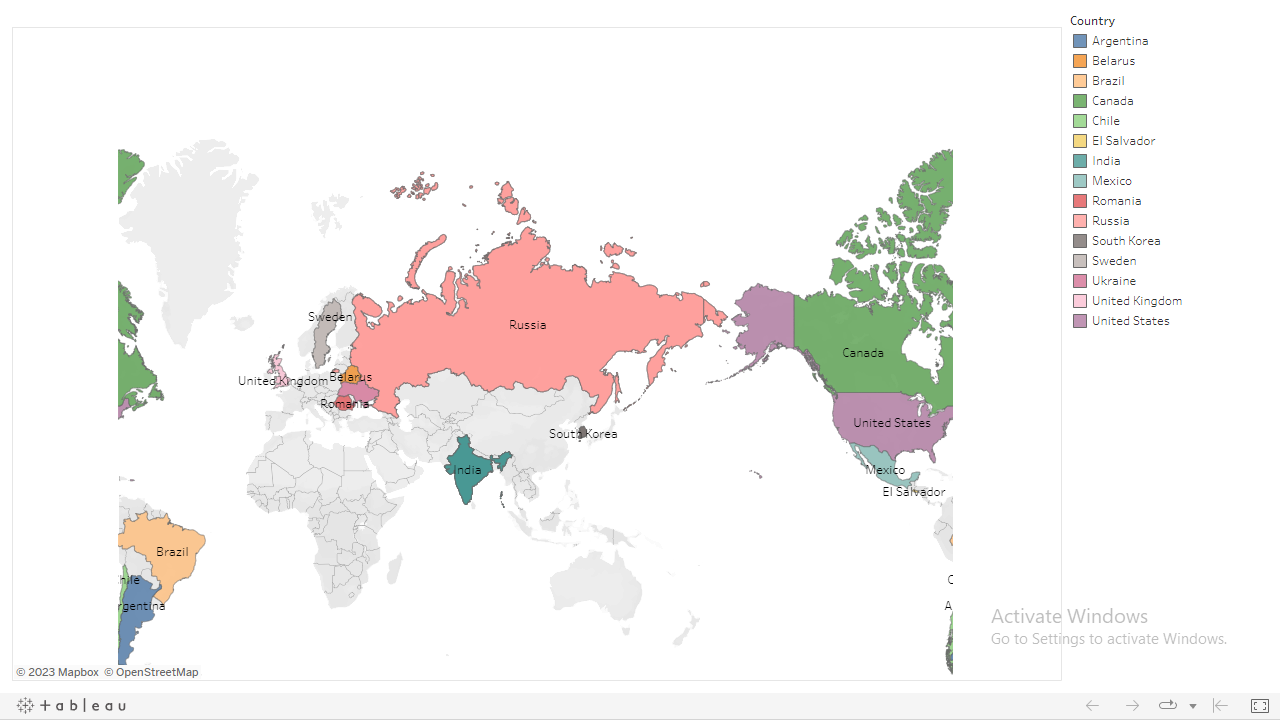 Country
Argentina
Belarus
Brazil
Canada
Chile
El Salvador
India
Mexico
Romania
Russia
South Korea
Sweden
Ukraine
United Kingdom
United States
Sweden
Russia
Canada
United Kingdom
Belarus
Romania
United States
South Korea
India
Mexico
El Salvador
Brazil
hile
C
rgentina
A
Activate Windows
Go to Settings to activate Windows.
© 2023 Mapbox © OpenStreetMap
+ableau